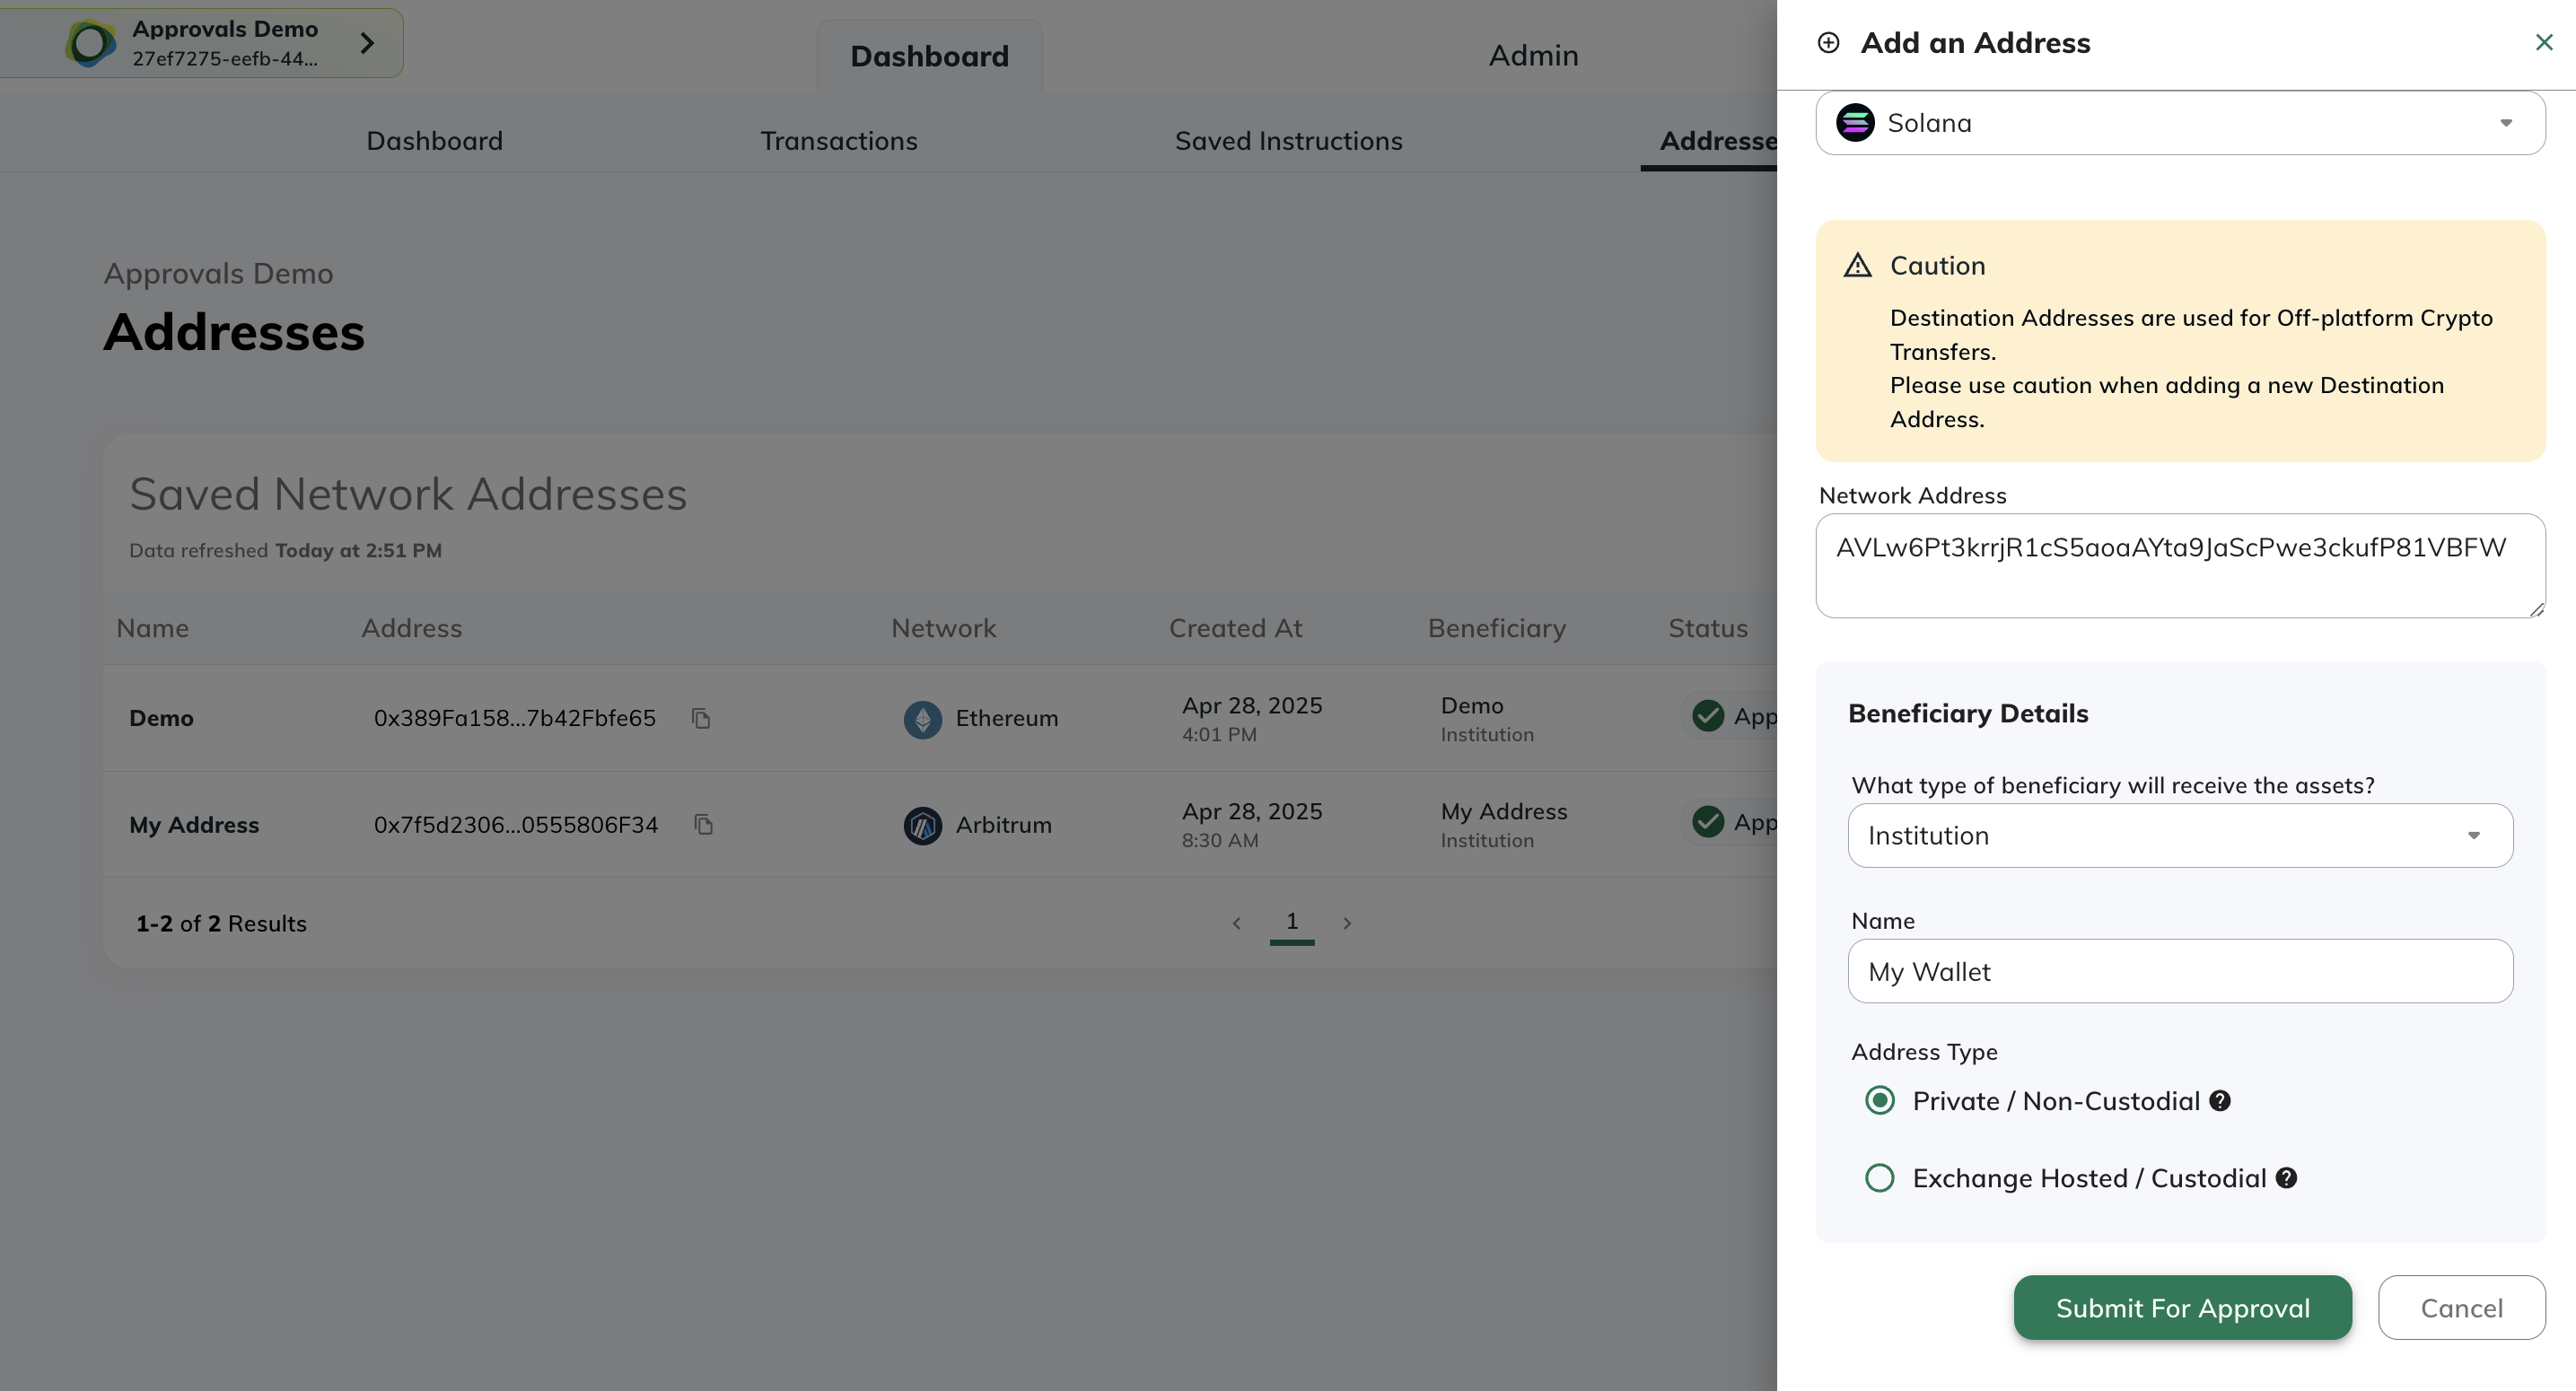 Approvals Demo
27ef7275-eefb-44...
Dashboard
Admin
Dashboard
Transactions
Saved Instructions
Addresse
Approvals Demo
Addresses
Saved Network Addresses
Data refreshed Today at 2:51 PM
Name Address Network Created At Beneficiary Status
Demo 0x389Fa158...7b42Fbfe65 Ethereum Apr 28, 2025 Demo App
4:01 PM Institution
My Address 0x7f5d2306...0555806F34 Arbitrum Apr 28, 2025 My Address App
8:30 AM Institution
1-2 of 2 Results
1
Add an Address
Solana
Caution
Destination Addresses are used for Off-platform Crypto
Transfers.
Please use caution when adding a new Destination
Address.
Network Address
AVLw6Pt3krrjR1cS5aoaAYta9JaScPwe3ckufP81VBFW
Beneficiary Details
What type of beneficiary will receive the assets?
Institution
Name
My Wallet
Address Type
Private / Non-Custodial
Exchange Hosted / Custodial
Submit For Approval
Cancel